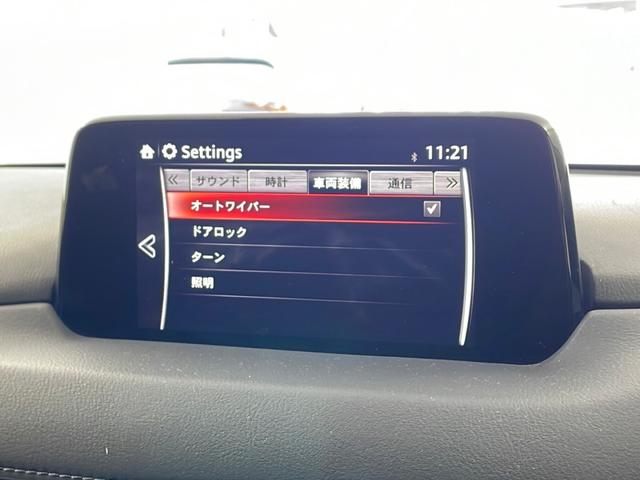 Settings 11:21
サウンド 時計 車両装備 通信
オートワイパー
ドアロック
ターン
照明